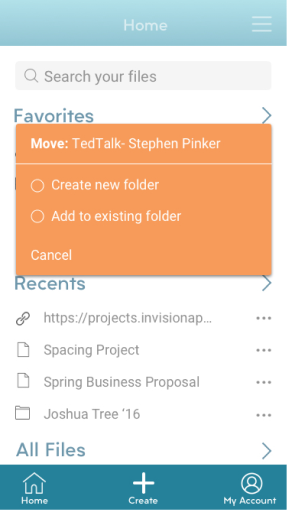 Home
Search your files
Favorites
Move: TedTalk- Stephen Pinker
Create new folder
Add to existing folder
Cancel
Recents
https://projects.invisionap...
Spacing Project
Spring Business Proposal
Joshua Tree ‘16
All Files
Home
Create
My Account